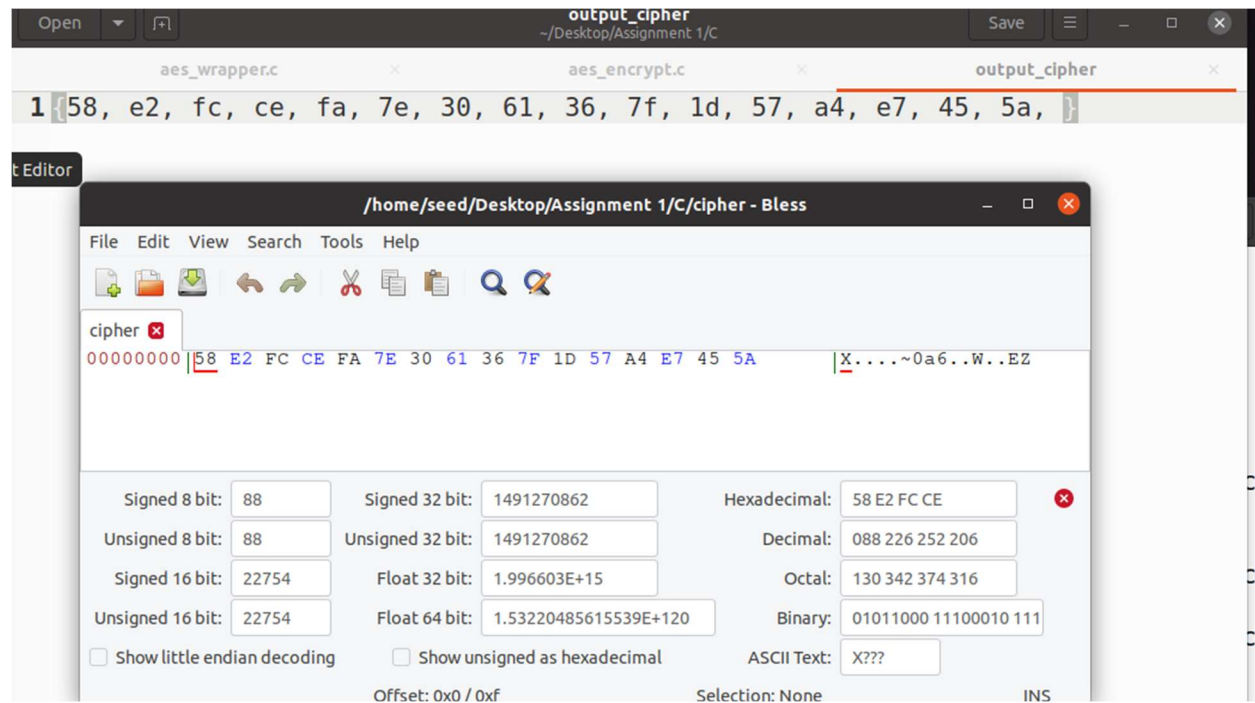 Open output_cipher Save
~/Desktop/Assignment 1/C
aes_wrapper.c aes_encrypt.c output_cipher
1 {58, e2, fc, ce, fa, 7e, 30, 61, 36, 7f, 1d, 57, a4, e7, 45, 5a, }
t Editor
/home/seed/Desktop/Assignment 1/C/cipher - Bless
File Edit View Search Tools Help
cipher
00000000 58 E2 FC CE FA 7E 30 61 36 7F 1D 57 A4 E7 45 5A X....~0a6..W..EZ
Signed 8 bit: 88 Signed 32 bit: 1491270862 Hexadecimal: 58 E2 FC CE
Unsigned 8 bit: 88 Unsigned 32 bit: 1491270862 Decimal: 088 226 252 206
Signed 16 bit: 22754 Float 32 bit: 1.996603E+15 Octal: 130 342 374 316
Unsigned 16 bit: 22754 Float 64 bit: 1.53220485615539E+120 Binary: 01011000 11100010 111
Show little endian decoding Show unsigned as hexadecimal ASCII Text: X???
Offset: 0x0 / 0xf Selection: None INS